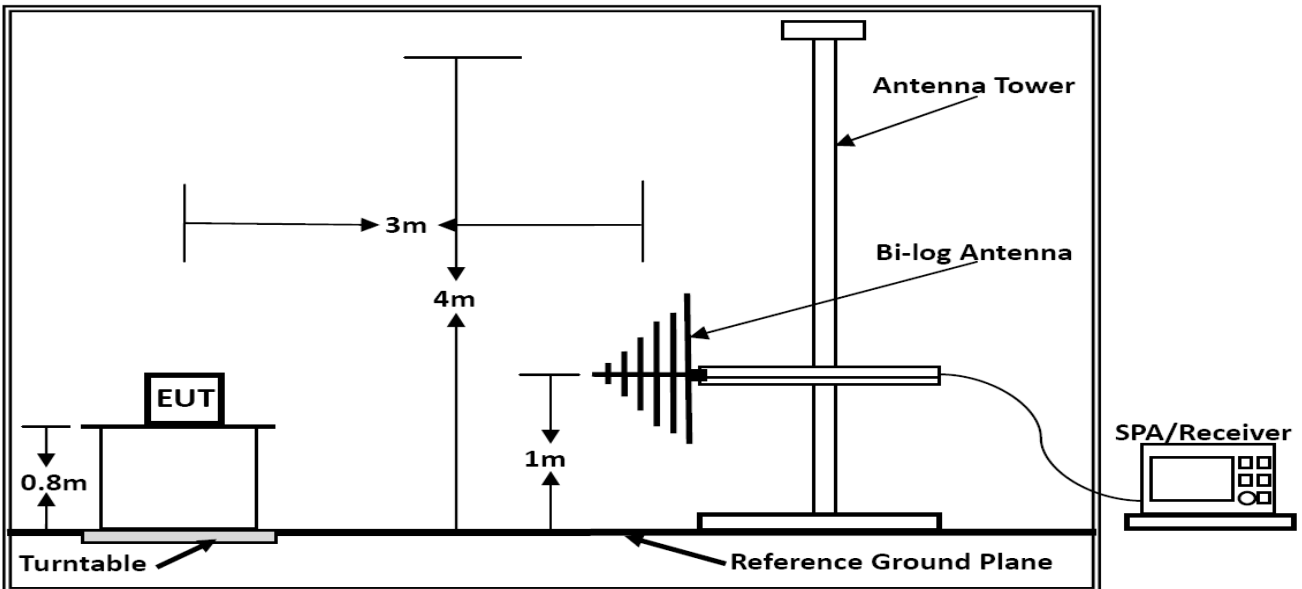 Antenna Tower
3m
Bi-log Antenna
4m
EUT
SPA/Receiver
1m
0.8m
Turntable
Reference Ground Plane